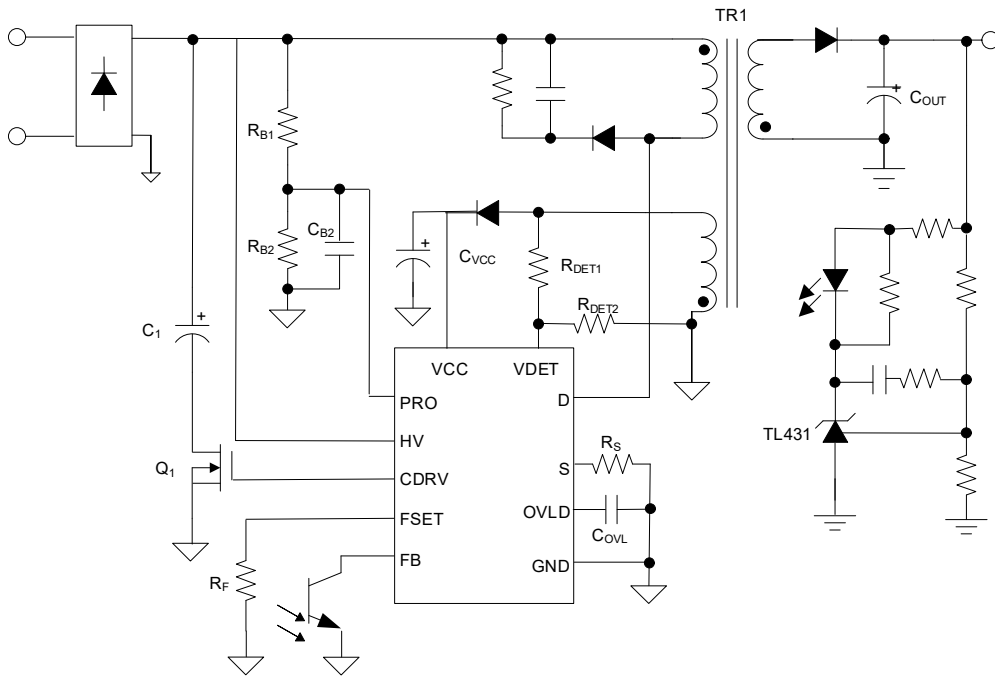 TR1
+
COUT
RB1
CB2
RB2
+
CVCC
RDET1
RDET2
+
C1
VCC
VDET
PRO
D
HV
RS
TL431
Q1
CDRV
S
FSET
OVLD
COVL
FB
GND
RF